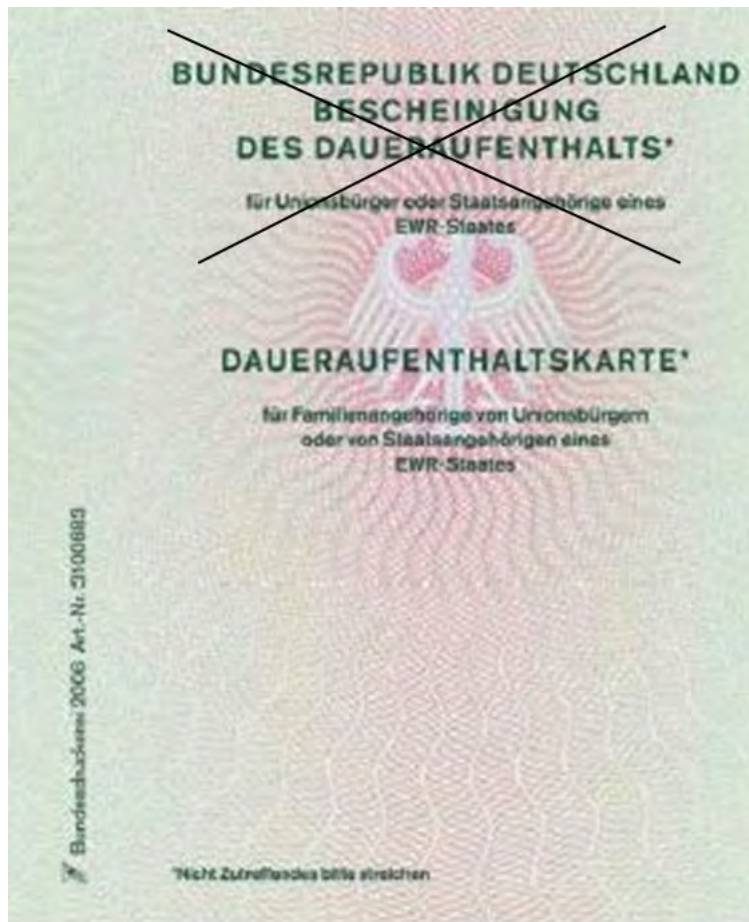 BUNDESREPUBLIK DEUTSCHLAND
BESCHEINIGUNG
DES DAUERAUFENTHALTS*
für Unionsbürger oder Staatsangehörige eines
EWR-Staates
DAUERAUFENTHALTSKARTE*
für Familienangehörige von Unionsbürgern
oder von Staatsangehörigen eines
EWR-Staates
Bundesdruckerei 2006 Art.-Nr.
*Nicht Zutreffendes bitte streichen